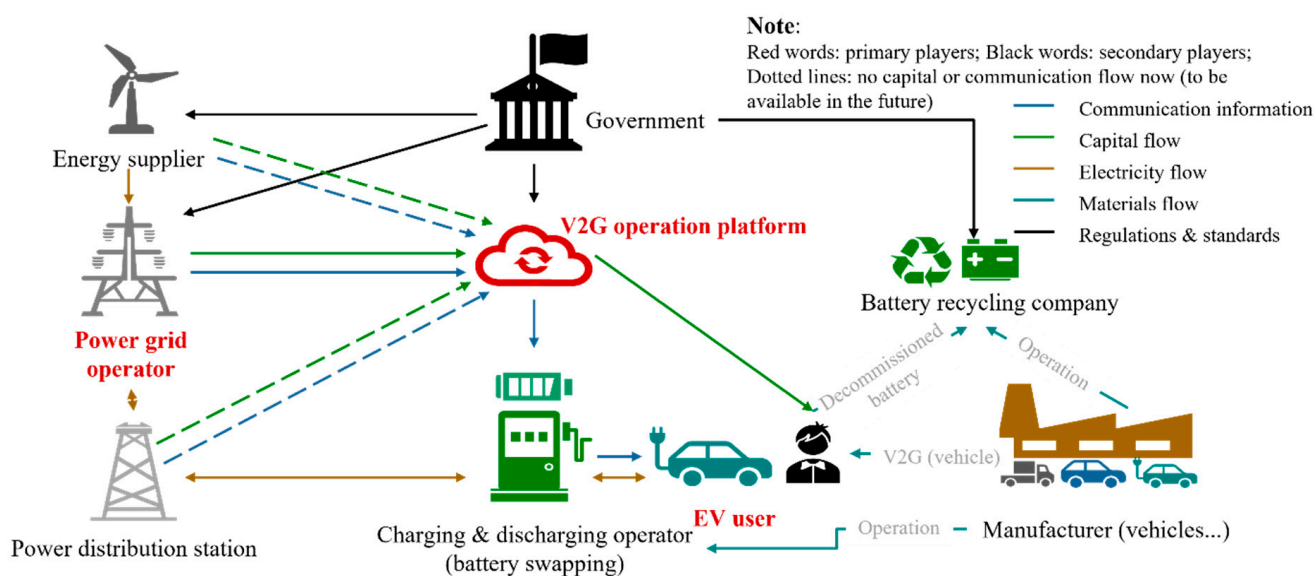 Note:
Red words: primary players; Black words: secondary players;
Dotted lines: no capital or communication flow now (to be
available in the future)
Communication information
Capital flow
Electricity flow
Materials flow
Regulations & standards
Government
Energy supplier
V2G operation platform
Battery recycling company
Power grid
operator
Decommissioned
battery
Operation
V2G (vehicle)
EV user
Charging & discharging operator
(battery swapping)
Operation
Manufacturer (vehicles...)
Power distribution station